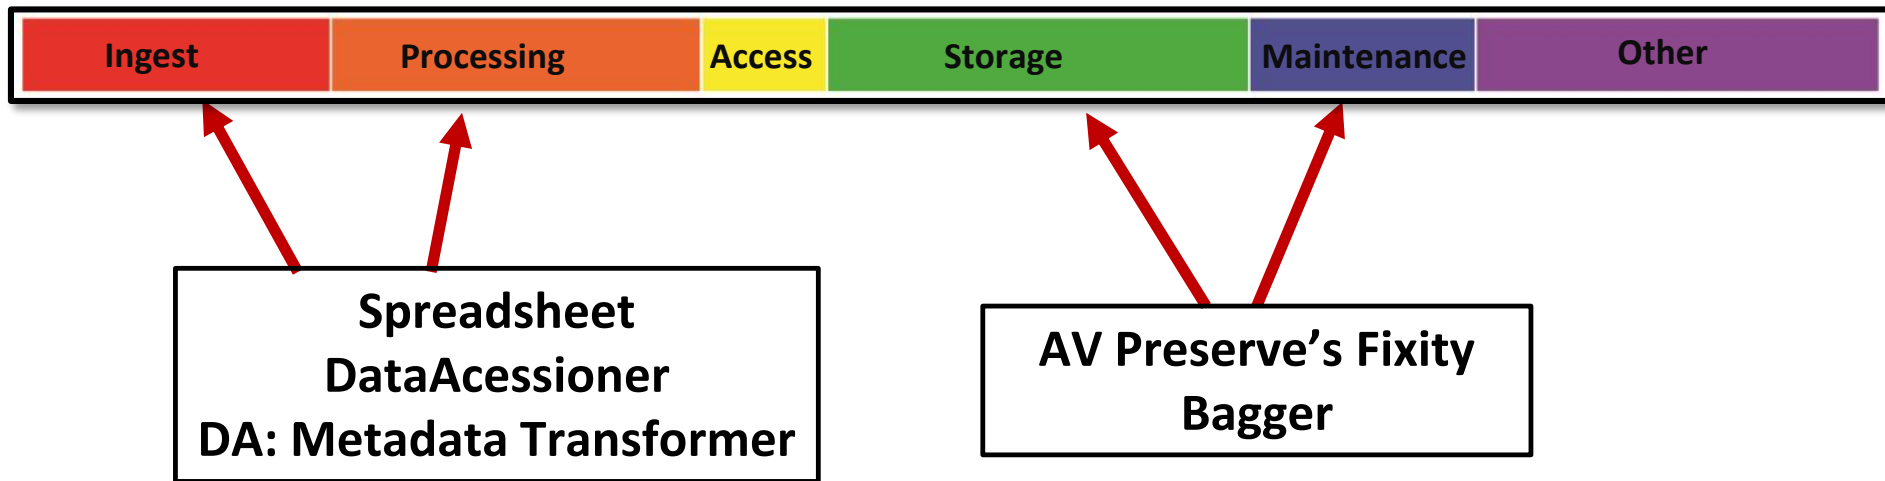 Ingest Processing Access Storage Maintenance Other
Spreadsheet
DataAcessioner
DA: Metadata Transformer
AV Preserve’s Fixity
Bagger